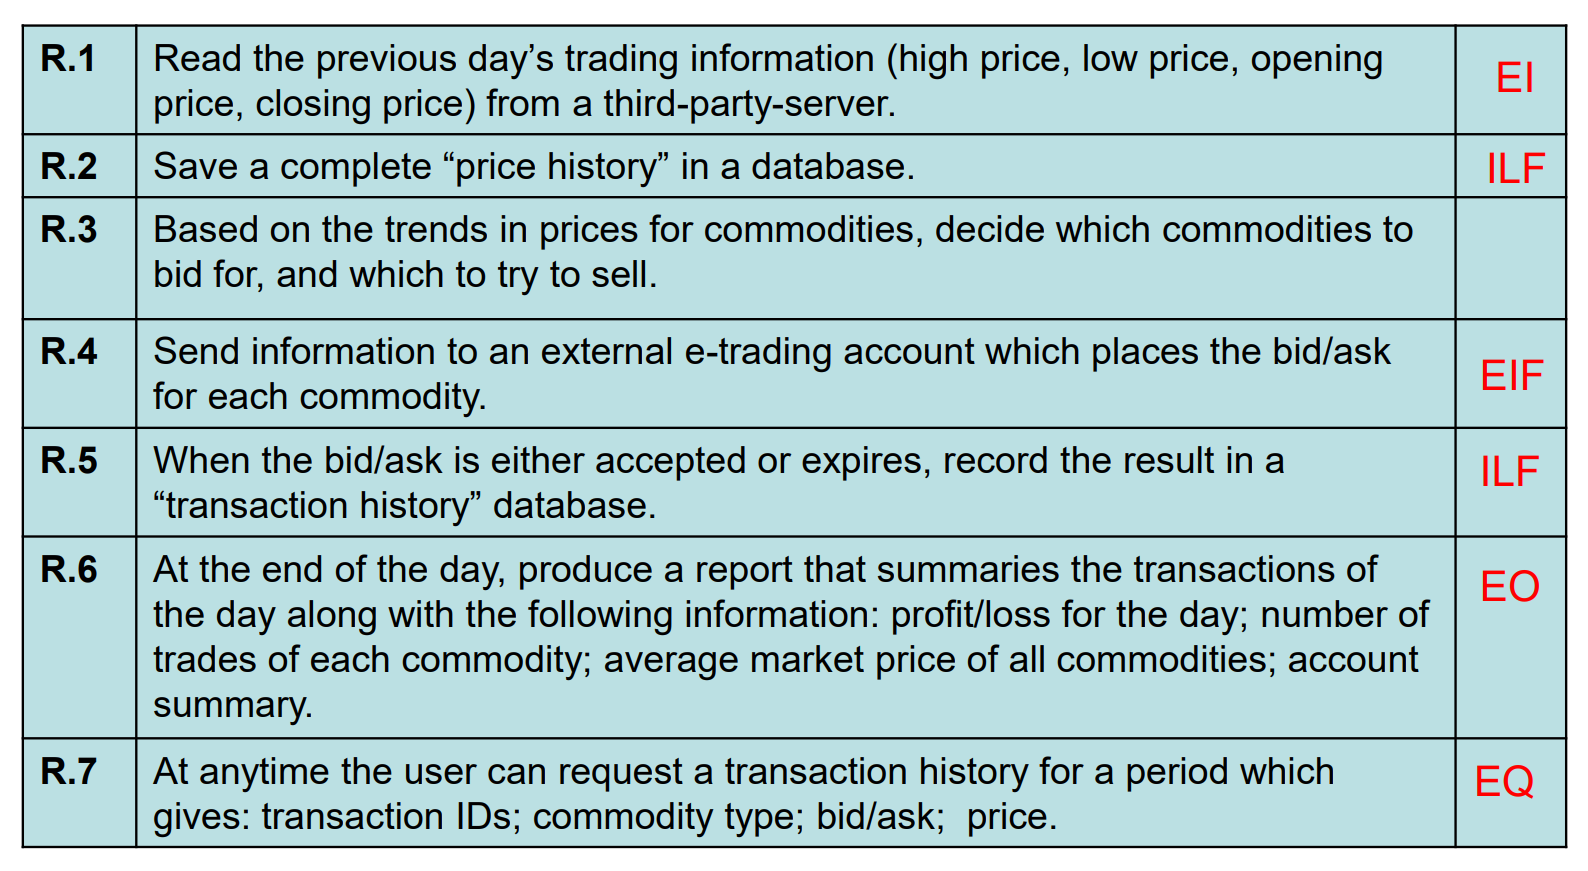 R.1
Read the previous day’s trading information (high price, low price, opening
price, closing price) from a third-party-server.
EI
R.2
Save a complete “price history” in a database.
ILF
R.3
Based on the trends in prices for commodities, decide which commodities to
bid for, and which to try to sell.
R.4
Send information to an external e-trading account which places the bid/ask
for each commodity.
EIF
R.5
When the bid/ask is either accepted or expires, record the result in a
“transaction history” database.
ILF
R.6
At the end of the day, produce a report that summaries the transactions of
the day along with the following information: profit/loss for the day; number of
trades of each commodity; average market price of all commodities; account
summary.
EO
R.7
At anytime the user can request a transaction history for a period which
gives: transaction IDs; commodity type; bid/ask;  price.
EQ